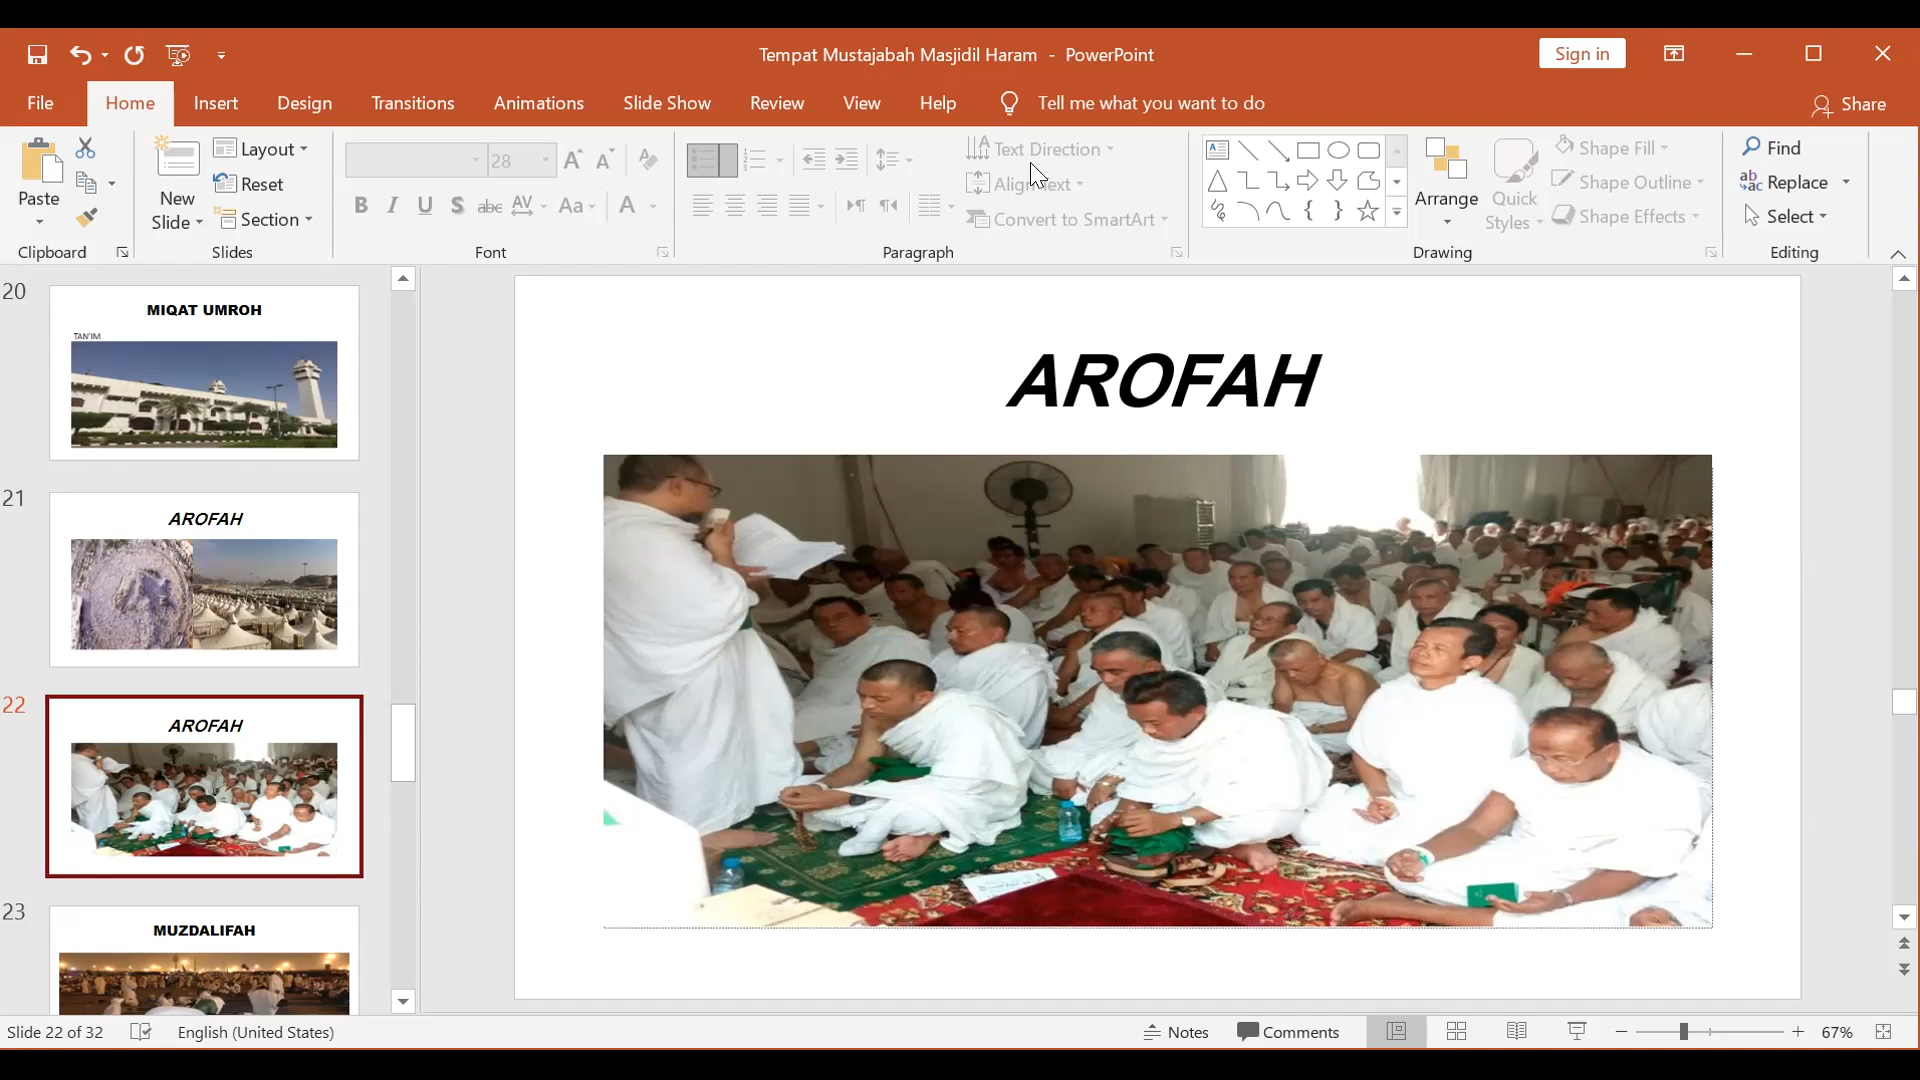 Tempat Mustajabah Masjidil Haram - PowerPoint
Sign in
File
Home
Insert
Design
Transitions
Animations
Slide Show
Review
View
Help
Tell me what you want to do
Share
Paste
New
Slide
Layout
Reset
Section
28
B I U S abc AV Aa A
Text Direction
Align Text
Convert to SmartArt
Arrange
Quick
Styles
Shape Fill
Shape Outline
Shape Effects
Find
Replace
Select
Clipboard
Slides
Font
Paragraph
Drawing
Editing
20
MIQAT UMROH
TAN'IM
21
AROFAH
22
AROFAH
23
MUZDALIFAH
AROFAH
Slide 22 of 32
English (United States)
Notes
Comments
67%